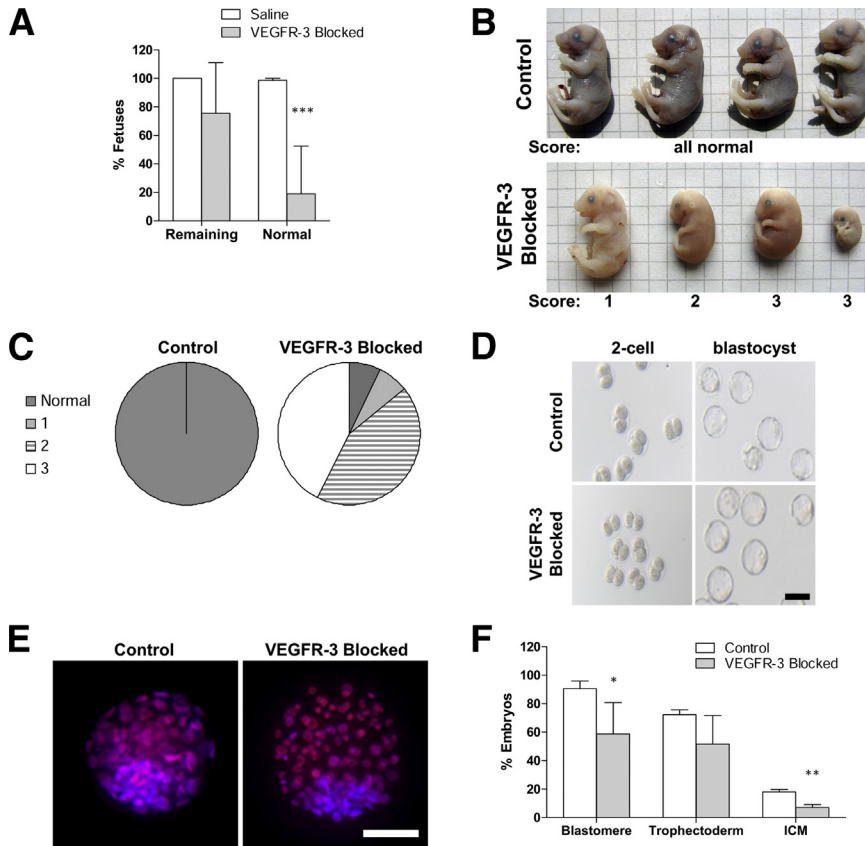 A
Saline
VEGFR-3 Blocked
% Fetuses
120
100
80
60
40
20
0
***
Remaining
Normal
B
Control
Score: all normal
VEGFR-3
Blocked
Score: 1 2 3 3
C
Control
VEGFR-3 Blocked
Normal
1
2
3
D
2-cell
blastocyst
Control
VEGFR-3
Blocked
E
Control
VEGFR-3 Blocked
F
Control
VEGFR-3 Blocked
% Embryos
120
100
80
60
40
20
0
*
**
Blastomere
Trophectoderm
ICM